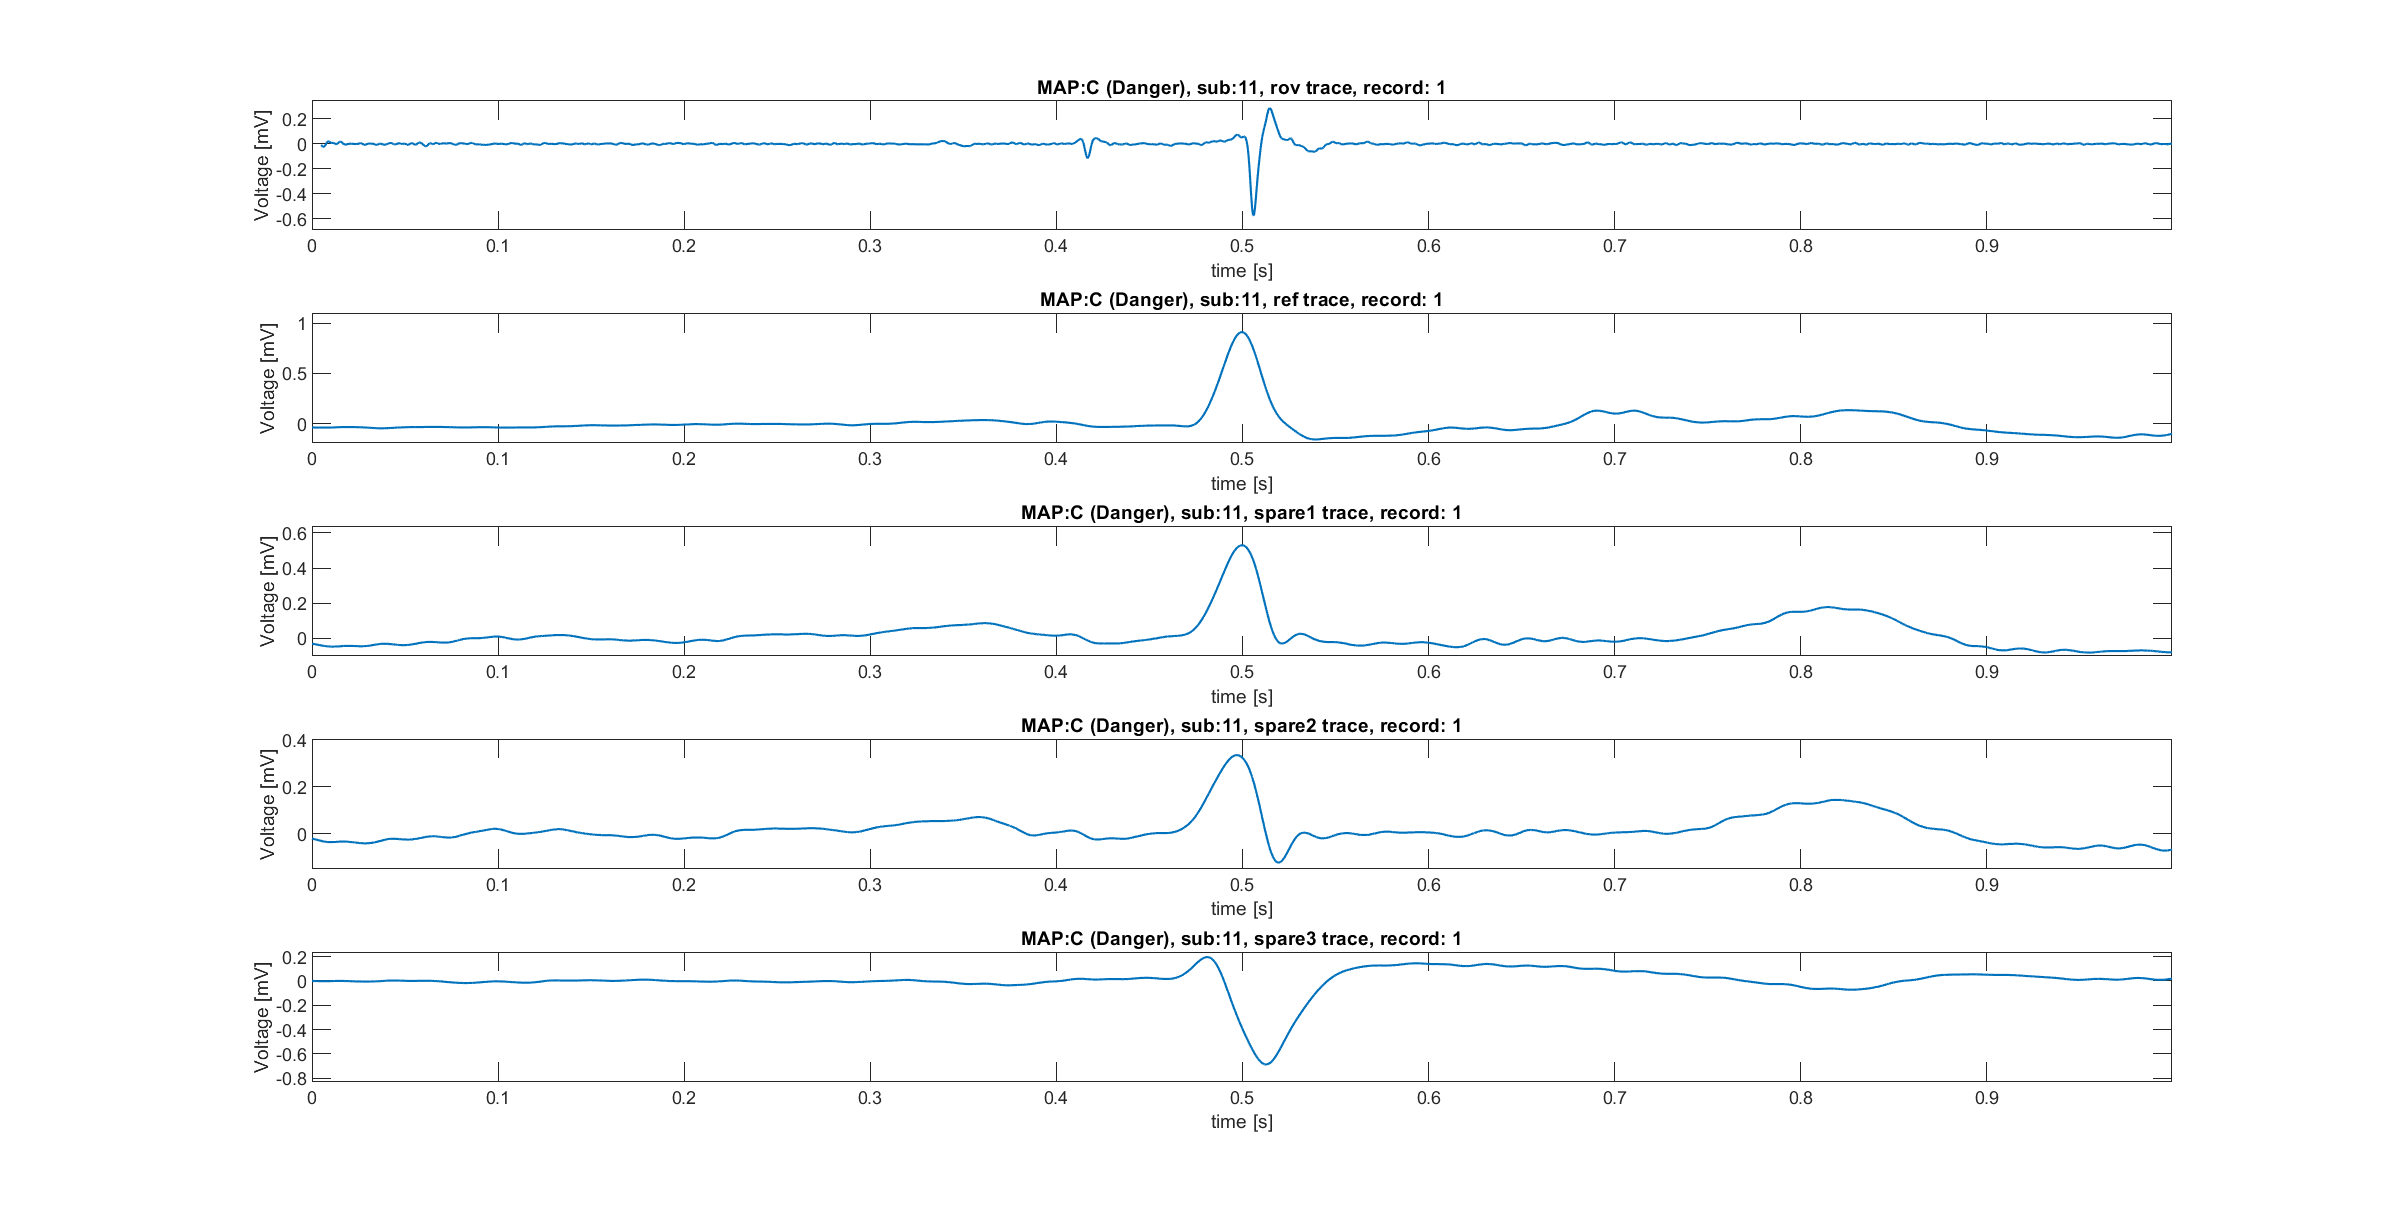 MAP:C (Danger), sub:11, rov trace, record: 1
Voltage [mV]
0.2
0
-0.2
-0.4
-0.6
0 0.1 0.2 0.3 0.4 0.5 0.6 0.7 0.8 0.9
time [s]
MAP:C (Danger), sub:11, ref trace, record: 1
Voltage [mV]
1
0.5
0
0 0.1 0.2 0.3 0.4 0.5 0.6 0.7 0.8 0.9
time [s]
MAP:C (Danger), sub:11, spare1 trace, record: 1
Voltage [mV]
0.6
0.4
0.2
0
0 0.1 0.2 0.3 0.4 0.5 0.6 0.7 0.8 0.9
time [s]
MAP:C (Danger), sub:11, spare2 trace, record: 1
Voltage [mV]
0.4
0.2
0
0 0.1 0.2 0.3 0.4 0.5 0.6 0.7 0.8 0.9
time [s]
MAP:C (Danger), sub:11, spare3 trace, record: 1
Voltage [mV]
0.2
0
-0.2
-0.4
-0.6
-0.8
0 0.1 0.2 0.3 0.4 0.5 0.6 0.7 0.8 0.9
time [s]